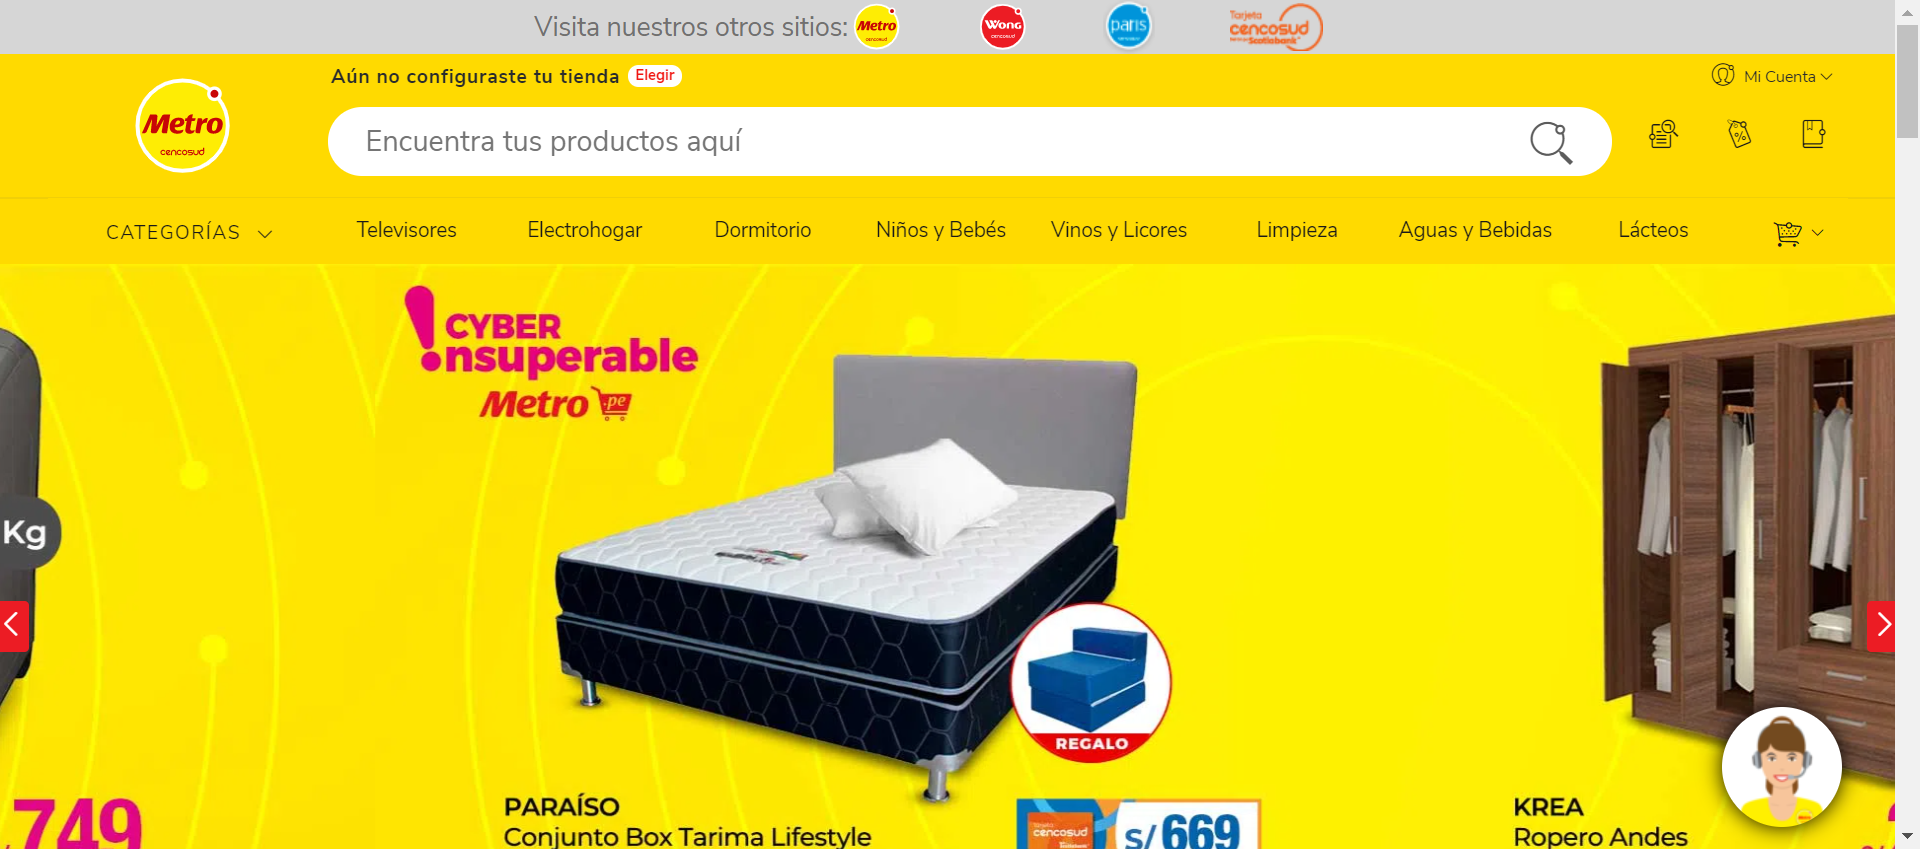 Visita nuestros otros sitios:
Metro
cencosud
Wong
cencosud
paris
Tarjeta
cencosud
Scotiabank
Aún no configuraste tu tienda Elegir
Mi Cuenta
Metro
cencosud
Encuentra tus productos aquí
CATEGORÍAS
Televisores
Electrohogar
Dormitorio
Niños y Bebés
Vinos y Licores
Limpieza
Aguas y Bebidas
Lácteos
CYBER
!nsuperable
Metro .pe
Kg
REGALO
749
PARAÍSO
Conjunto Box Tarima Lifestyle
Tarjeta
cencosud
S/ 669
KREA
Ropero Andes